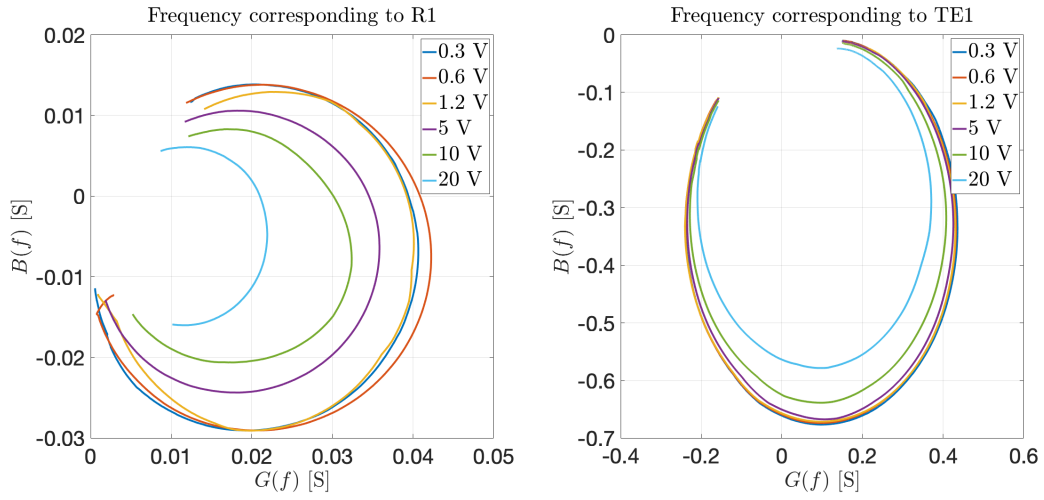 Frequency corresponding to R1
0.02
0.01
0
-0.01
-0.02
-0.03
B(f) [S]
0
0.01
0.02
0.03
0.04
0.05
G(f) [S]
0.3 V
0.6 V
1.2 V
5 V
10 V
20 V
Frequency corresponding to TE1
0
-0.1
-0.2
-0.3
-0.4
-0.5
-0.6
-0.7
B(f) [S]
-0.4
-0.2
0
0.2
0.4
0.6
G(f) [S]
0.3 V
0.6 V
1.2 V
5 V
10 V
20 V